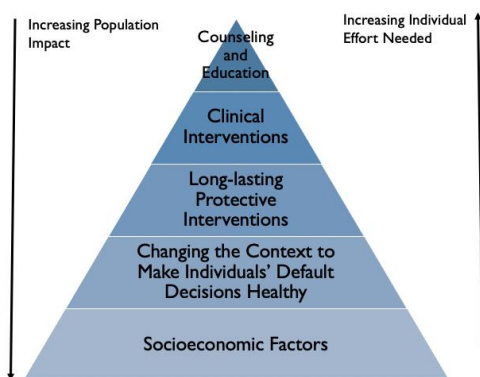 Increasing Population
Impact
Increasing Individual
Effort Needed
Counseling
and
Education
Clinical
Interventions
Long-lasting
Protective
Interventions
Changing the Context to
Make Individuals' Default
Decisions Healthy
Socioeconomic Factors